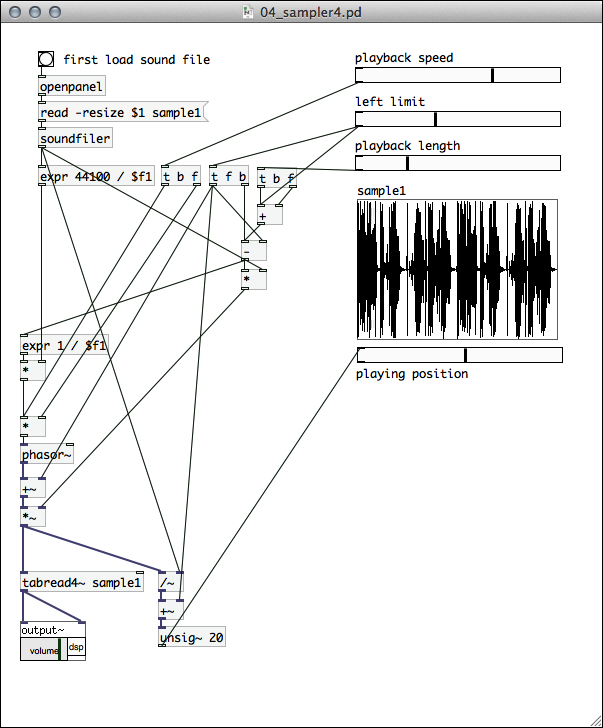 04_sampler4.pd
first load sound file
playback speed
openpanel
left limit
read -resize $1 sample1
soundfiler
playback length
expr 44100 / $f1
t b f
t f b
t b f
sample1
+
-
*
expr 1 / $f1
*
playing position
*
phasor~
+~
*~
tabread4~ sample1
/~
+~
output~
unsig~ 20
volume
dsp